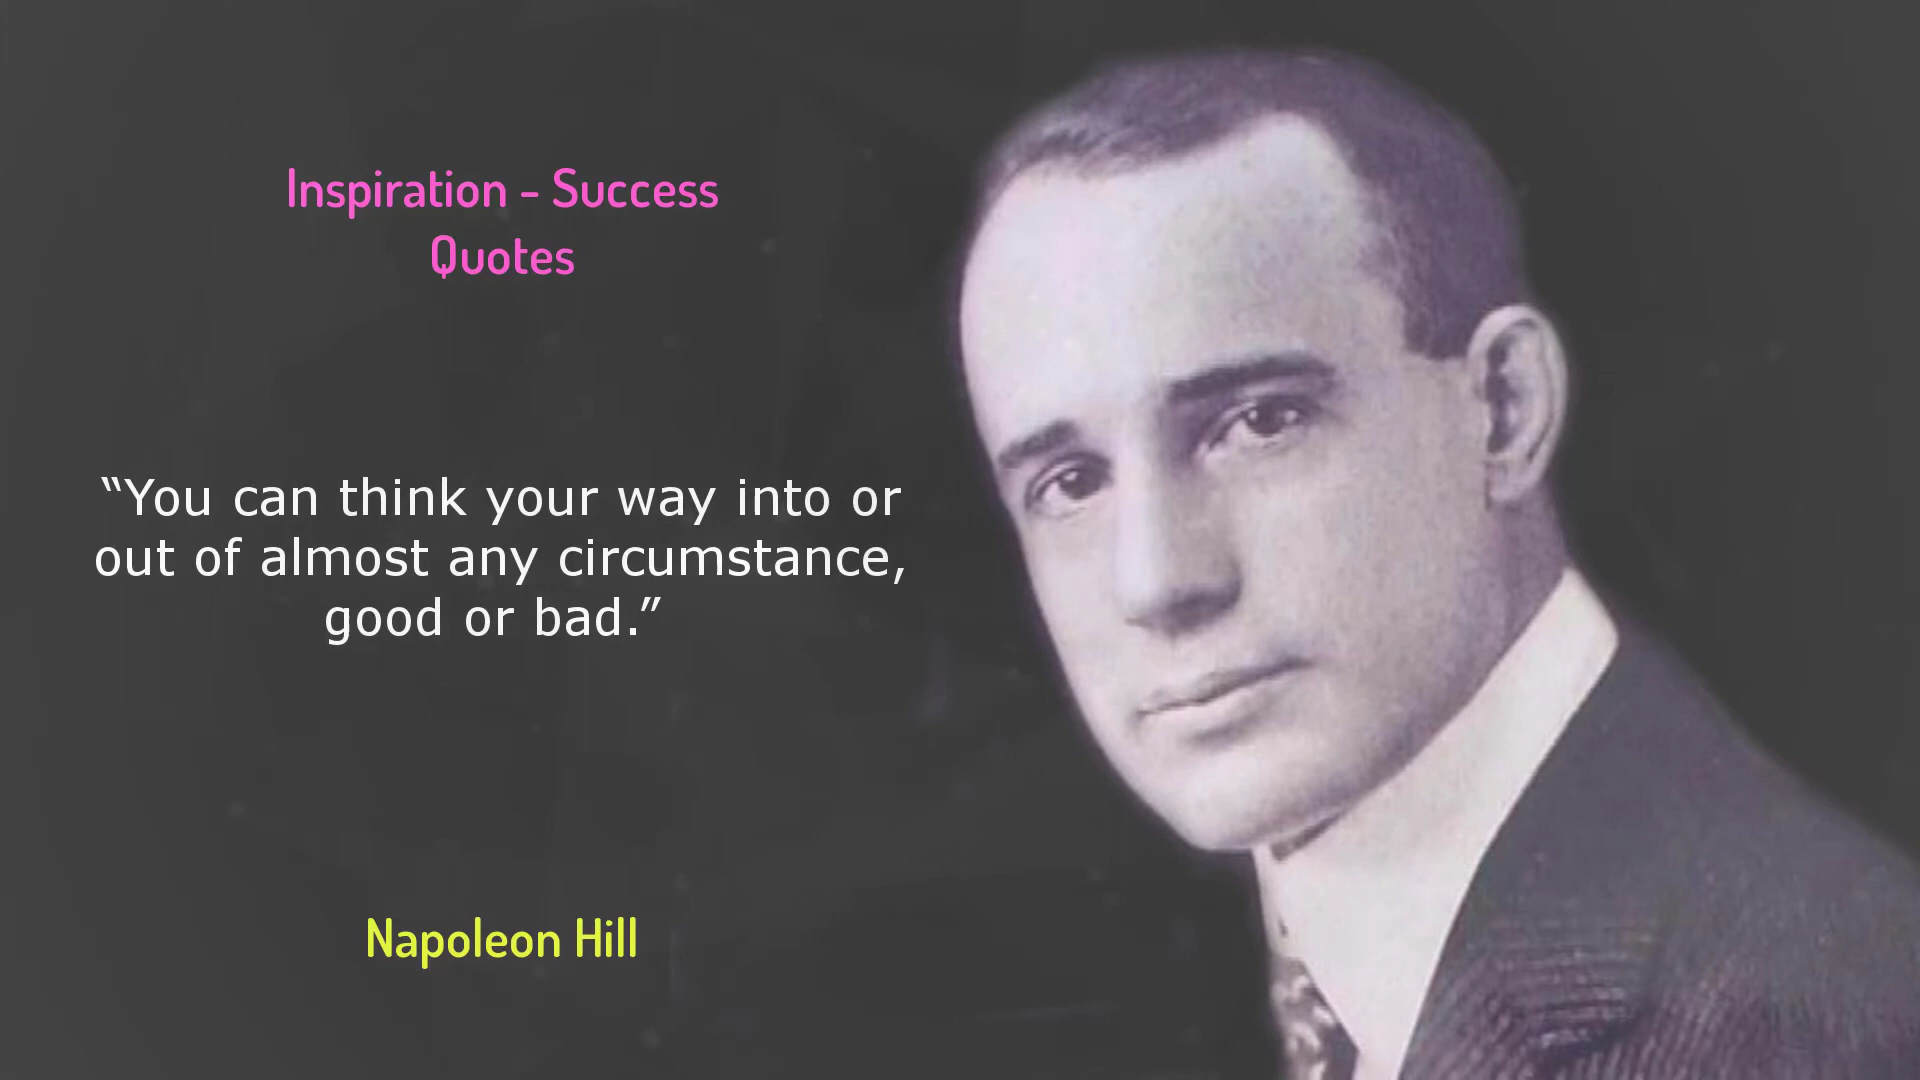 Inspiration - Success
Quotes
“You can think your way into or
out of almost any circumstance,
good or bad.”
Napoleon Hill